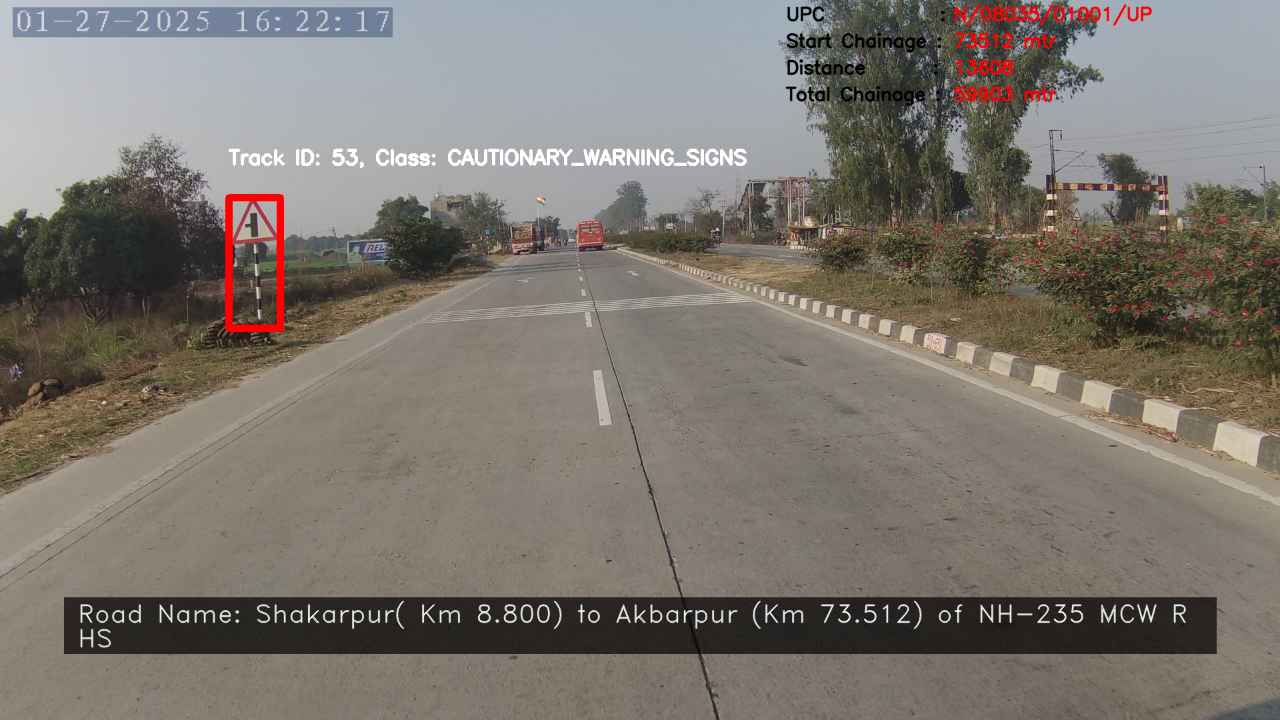 01-27-2025 16:22:17
UPC : N/08035/01001/UP
Start Chainage : 73512 mtr
Distance : 13608
Total Chainage : 59903 mtr
Track ID: 53, Class: CAUTIONARY_WARNING_SIGNS
Road Name: Shakarpur( Km 8.800) to Akbarpur (Km 73.512) of NH-235 MCW R
HS